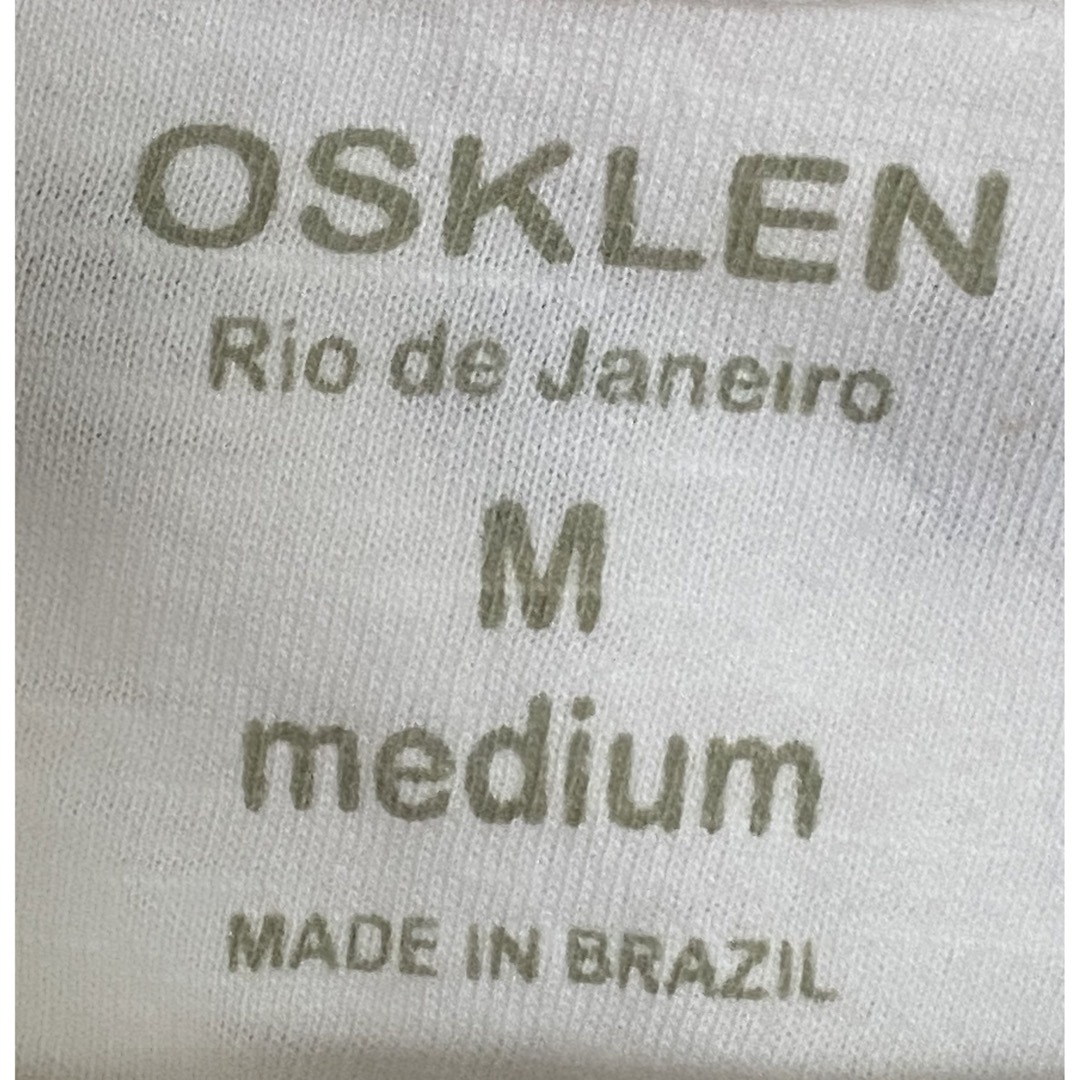 OSKLEN
Rio de Janeiro
M
medium
MADE IN BRAZIL